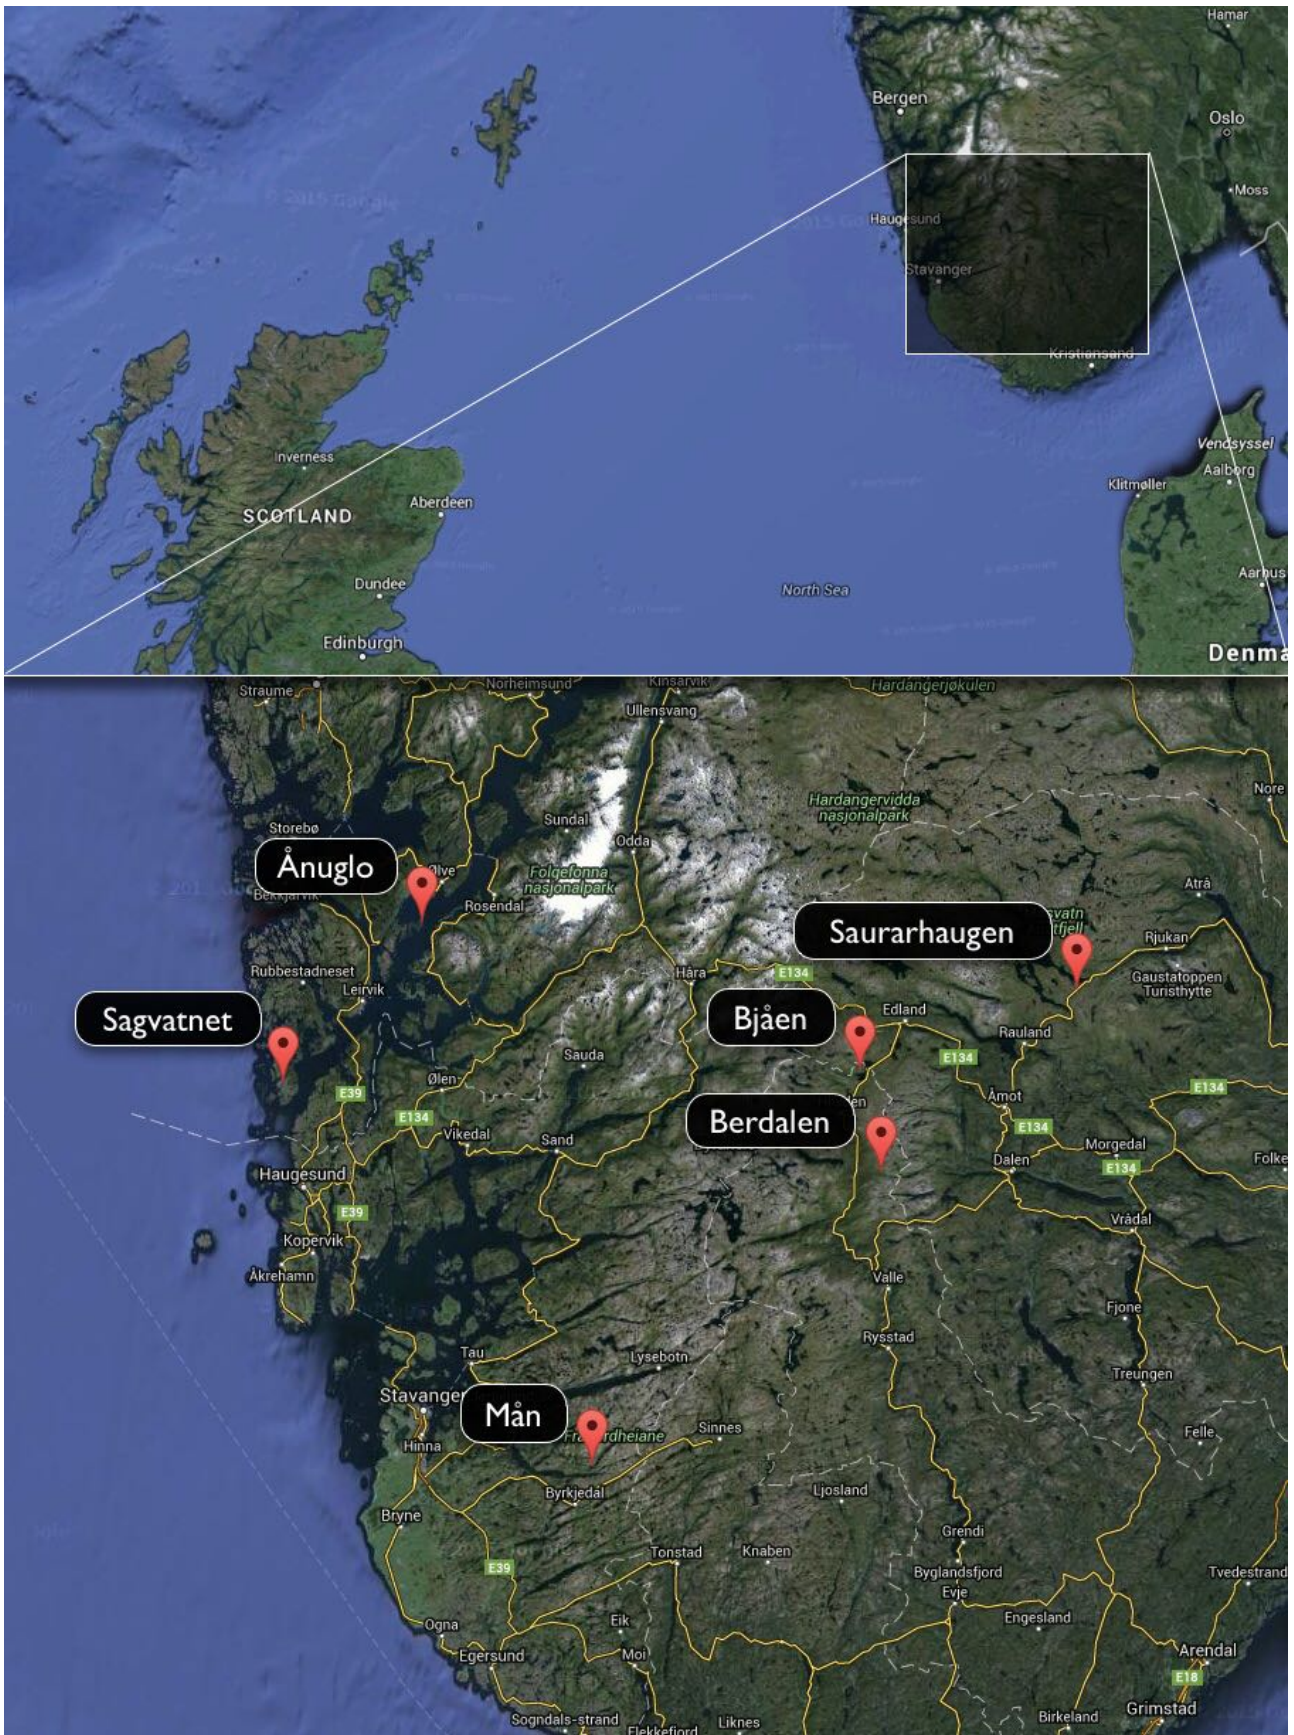 Hamar
Bergen
Oslo
Moss
Haugesund
Stavanger
Kristiansand
Vendsyssel
Aalborg
Klitmøller
Inverness
Aberdeen
SCOTLAND
Aarhus
Dundee
North Sea
Edinburgh
Denma
Straume
Norheimsund
Kinsarvik
Hardangerjøkulen
Ullensvang
Nore
Hardangervidda
nasjonalpark
Sundal
Storebø
Odda
Ånuglo
Ølve
Folgefonna
nasjonalpark
Atrå
Bekkjarvik
Rosendal
Saurarhaugen
Rjukan
Rubbestadneset
Håra
E134
Gaustatoppen
Turisthytte
Leirvik
Sagvatnet
Bjåen
Edland
Rauland
Sauda
E134
Ølen
E39
E134
Åmot
E134
Berdalen
E134
Vikedal
Sand
Morgedal
Haugesund
Dalen
E134
Folke
E39
Vrådal
Kopervik
Åkrehamn
Valle
Fjone
Rysstad
Tau
Lysebotn
Treungen
Stavanger
Mån
Sinnes
Felle
Hinna
Byrkjedal
Ljosland
Bryne
Grendi
Tonstad
Knaben
E39
Byglandsfjord
Tvedestrand
Evje
Engesland
Ogna
Eik
Arendal
Egersund
Moi
E18
Grimstad
Sogndals-strand
Flekkefjord
Liknes
Birkeland